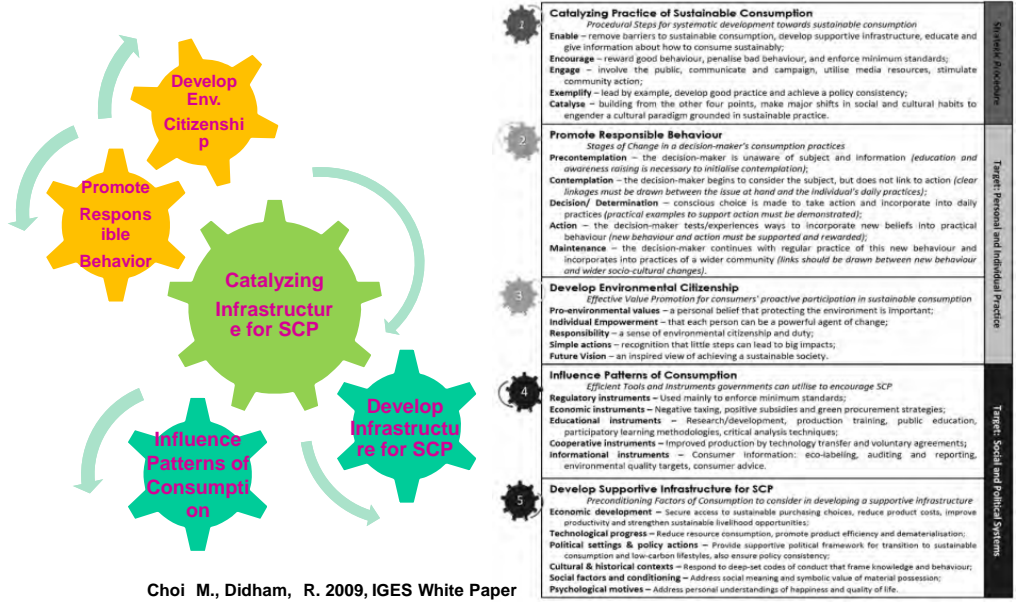 Develop
Env.
Citizenshi
p
Promote
Respons
ible
Behavior
Catalyzing
Infrastructur
e for SCP
Influence
Patterns of
Consumpti
on
Develop
Infrastructu
re for SCP
Choi M., Didham, R. 2009, IGES White Paper
1
Catalyzing Practice of Sustainable Consumption
Procedural Steps for systematic development towards sustainable consumption
Enable – remove barriers to sustainable consumption, develop supportive infrastructure, educate and
give information about how to consume sustainably;
Encourage – reward good behaviour, penalise bad behaviour, and enforce minimum standards;
Engage – involve the public, communicate and campaign, utilise media resources, stimulate
community action;
Exemplify – lead by example, develop good practice and achieve a policy consistency;
Catalyse – building from the other four points, make major shifts in social and cultural habits to
engender a cultural paradigm grounded in sustainable practice.
Strategic Procedure
2
Promote Responsible Behaviour
Stages of Change in a decision-maker's consumption practices
Precontemplation – the decision-maker is unaware of subject and information (education and
awareness raising is necessary to initialise contemplation);
Contemplation – the decision-maker begins to consider the subject, but does not link to action (clear
linkages must be drawn between the issue at hand and the individual's daily practices);
Decision/ Determination – conscious choice is made to take action and incorporate into daily
practices (practical examples to support action must be demonstrated);
Action – the decision-maker tests/experiences ways to incorporate new beliefs into practical
behaviour (new behaviour and action must be supported and rewarded);
Maintenance – the decision-maker continues with regular practice of this new behaviour and
incorporates into practices of a wider community (links should be drawn between new behaviour
and wider socio-cultural changes).
Target: Personal and Individual Practice
3
Develop Environmental Citizenship
Effective Value Promotion for consumers' proactive participation in sustainable consumption
Pro-environmental values – a personal belief that protecting the environment is important;
Individual Empowerment – that each person can be a powerful agent of change;
Responsibility – a sense of environmental citizenship and duty;
Simple actions – recognition that little steps can lead to big impacts;
Future Vision – an inspired view of achieving a sustainable society.
4
Influence Patterns of Consumption
Efficient Tools and Instruments governments can utilise to encourage SCP
Regulatory instruments – Used mainly to enforce minimum standards;
Economic instruments – Negative taxing, positive subsidies and green procurement strategies;
Educational instruments – Research/development, production training, public education,
participatory learning methodologies, critical analysis techniques;
Cooperative instruments – Improved production by technology transfer and voluntary agreements;
Informational instruments – Consumer information: eco-labeling, auditing and reporting,
environmental quality targets, consumer advice.
Target: Social and Political Systems
5
Develop Supportive Infrastructure for SCP
Preconditioning Factors of Consumption to consider in developing a supportive infrastructure
Economic development – Secure access to sustainable purchasing choices, reduce product costs, improve
productivity and strengthen sustainable livelihood opportunities;
Technological progress – Reduce resource consumption, promote product efficiency and dematerialisation;
Political settings & policy actions – Provide supportive political framework for transition to sustainable
consumption and low-carbon lifestyles, also ensure policy consistency;
Cultural & historical contexts – Respond to deep-set codes of conduct that frame knowledge and behaviour;
Social factors and conditioning – Address social meaning and symbolic value of material possession;
Psychological motives – Address personal understandings of happiness and quality of life.